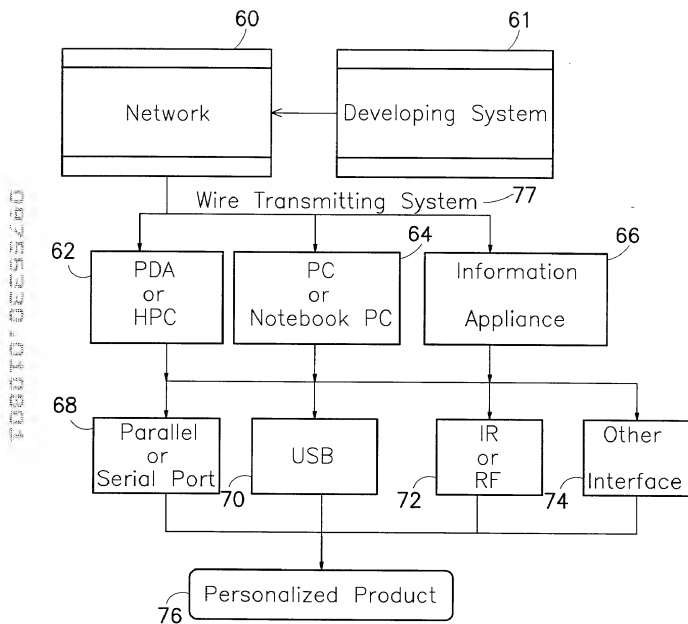 60
61
Network
Developing System
Wire Transmitting System 77
62
64
66
PDA
or
HPC
PC
or
Notebook PC
Information
Appliance
68
Parallel
or
Serial Port
70
USB
72
IR
or
RF
74
Other
Interface
76
Personalized Product